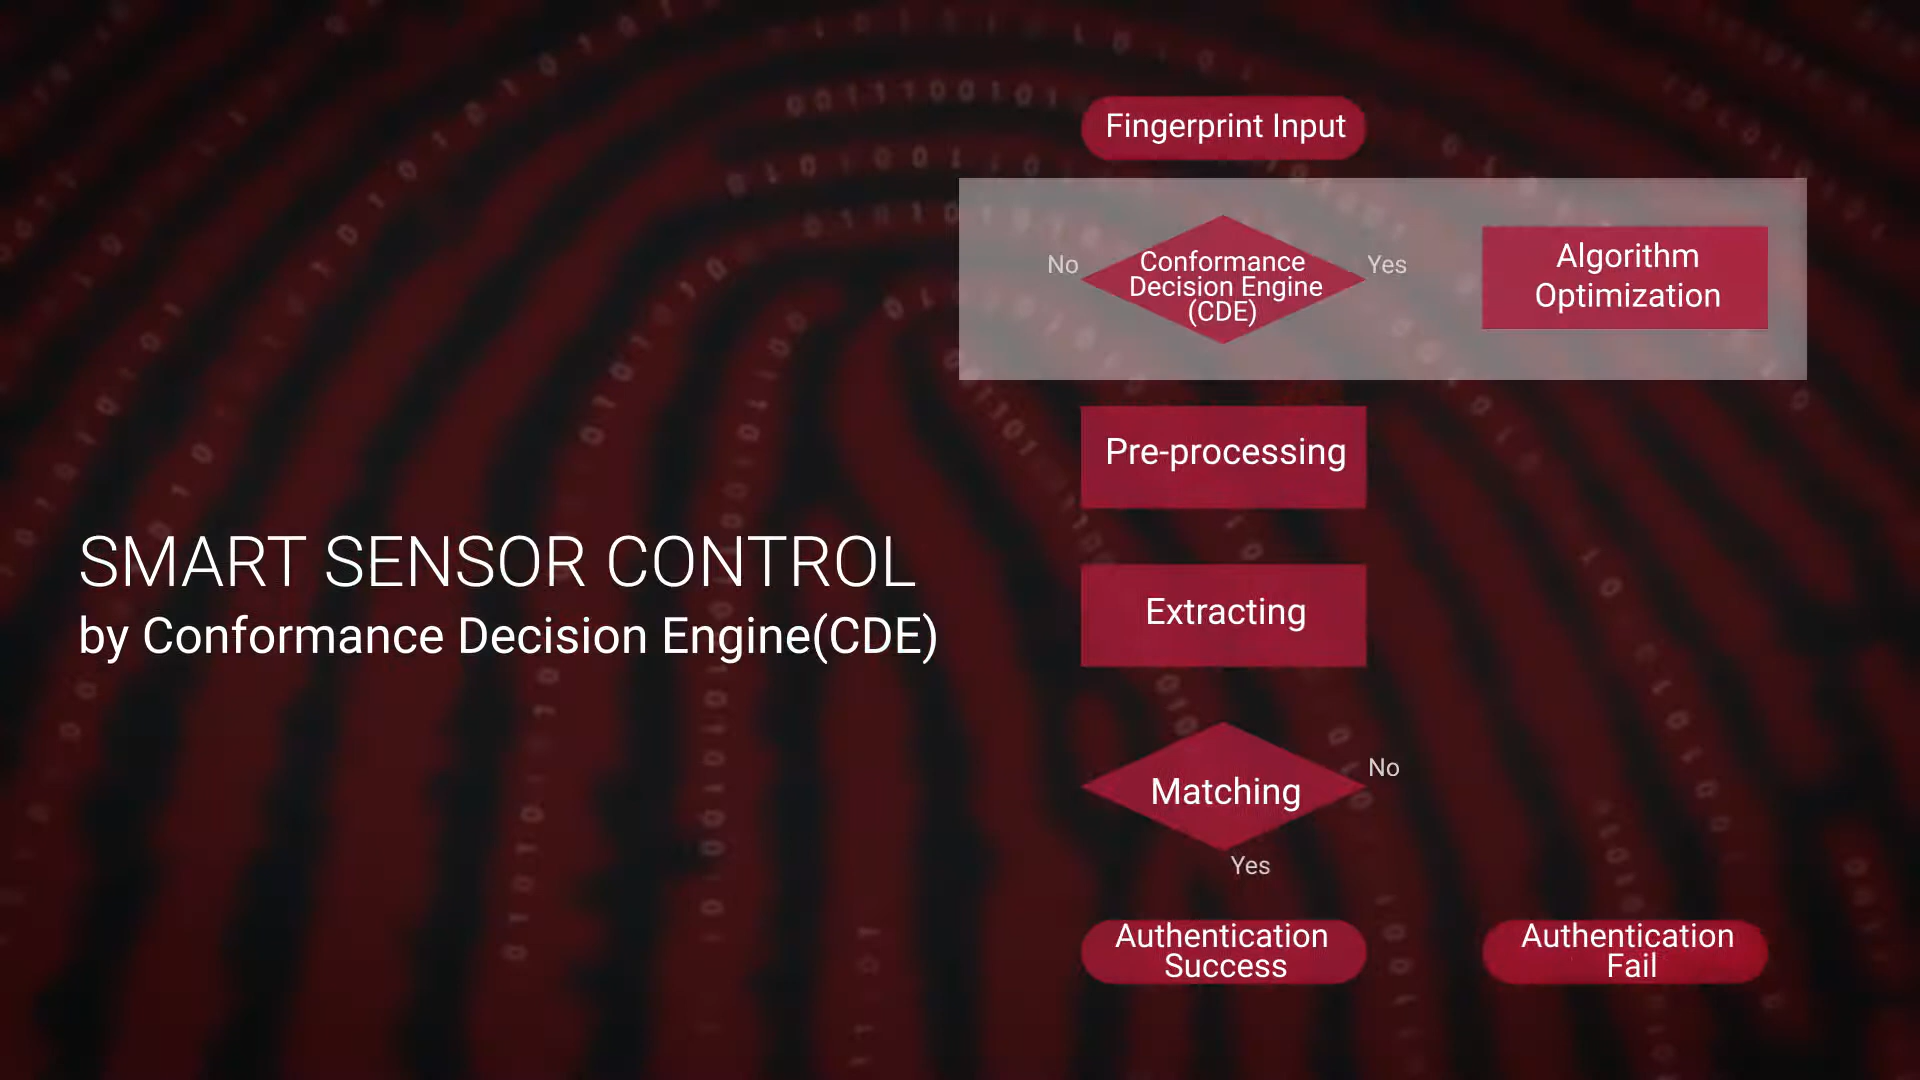 SMART SENSOR CONTROL
by Conformance Decision Engine(CDE)
Fingerprint Input
No
Conformance
Decision Engine
(CDE)
Yes
Algorithm
Optimization
Pre-processing
Extracting
Matching
No
Yes
Authentication
Success
Authentication
Fail